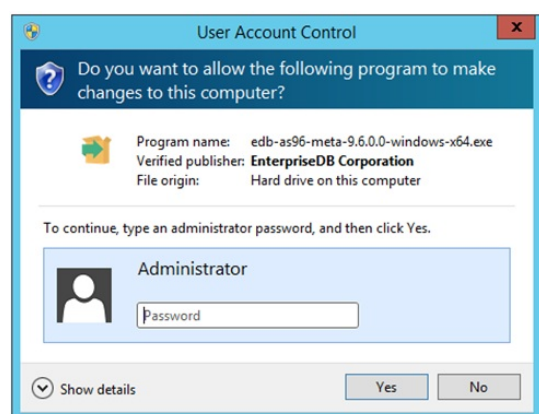 User Account Control
x
Do you want to allow the following program to make
changes to this computer?
Program name: edb-as96-meta-9.6.0.0-windows-x64.exe
Verified publisher: EnterpriseDB Corporation
File origin: Hard drive on this computer
To continue, type an administrator password, and then click Yes.
Administrator
Password
Show details
Yes
No